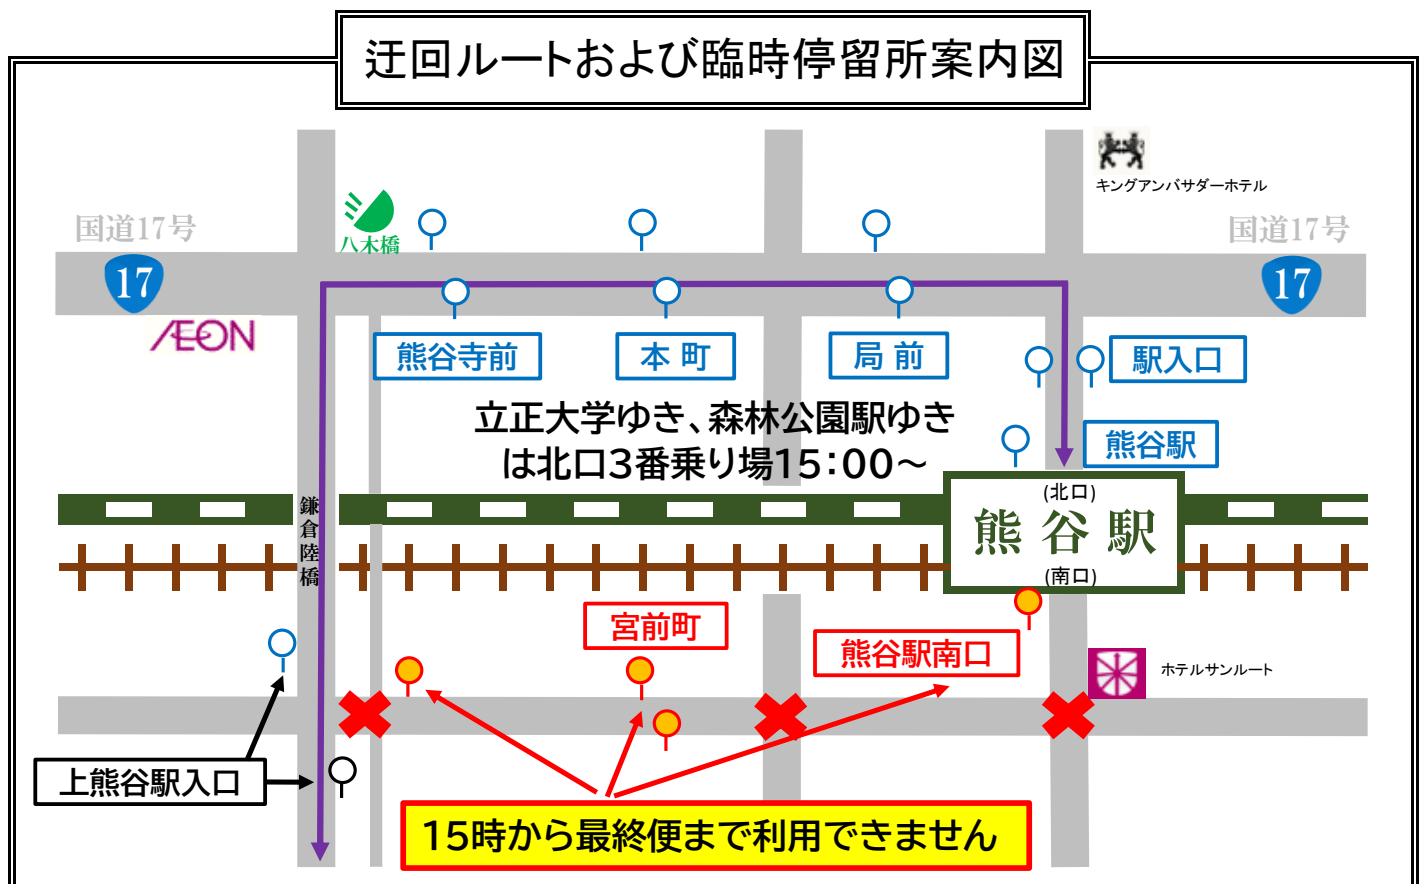 迂回ルートおよび臨時停留所案内図
キングアンバサダーホテル
国道17号
八木橋
国道17号
17
17
ÆON
熊谷寺前
本町
局前
駅入口
立正大学ゆき、森林公園駅ゆき
は北口3番乗り場15:00～
熊谷駅
鎌倉陸橋
(北口)
熊谷駅
(南口)
宮前町
熊谷駅南口
ホテルサンルート
上熊谷駅入口
15時から最終便まで利用できません